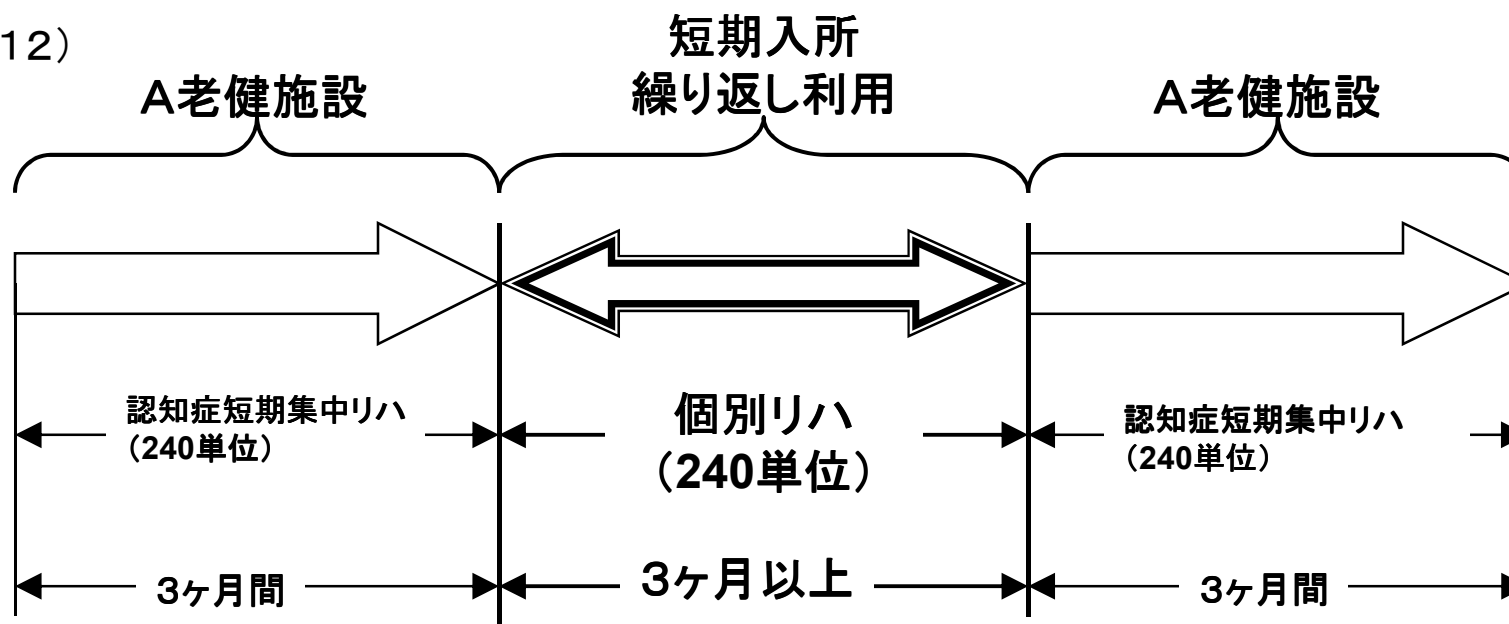 12）
A老健施設
短期入所
繰り返し利用
A老健施設
認知症短期集中リハ
（240単位）
個別リハ
（240単位）
認知症短期集中リハ
（240単位）
3ヶ月間
3ヶ月以上
3ヶ月間